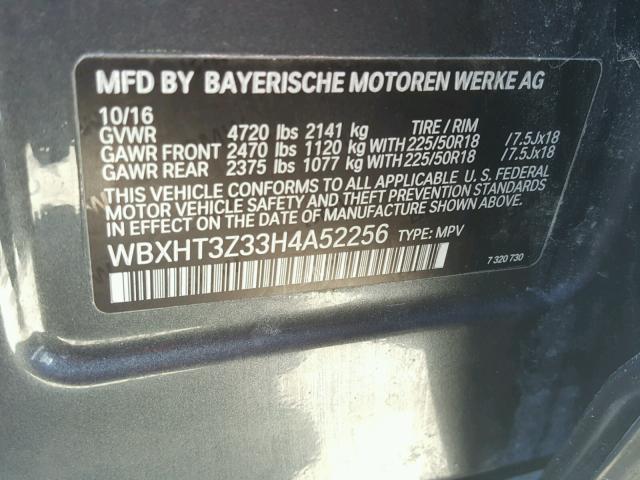 MFD BY BAYERISCHE MOTOREN WERKE AG
10/16 TIRE / RIM
GVWR 4720 lbs 2141 kg
GAWR FRONT 2470 lbs 1120 kg WITH 225/50R18 /7.5Jx18
GAWR REAR 2375 lbs 1077 kg WITH 225/50R18 /7.5Jx18
THIS VEHICLE CONFORMS TO ALL APPLICABLE U. S. FEDERAL
MOTOR VEHICLE SAFETY AND THEFT PREVENTION STANDARDS
IN EFFECT ON THE DATE OF MANUFACTURE SHOWN ABOVE.
WBXHT3Z33H4A52256 TYPE: MPV
7 320 730